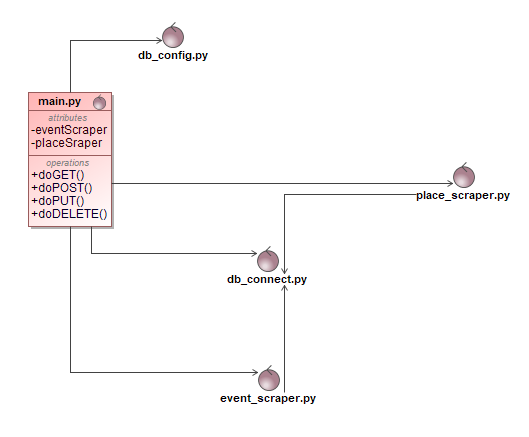 db_config.py
main.py
attributes
-eventScraper
-placeSraper
operations
+doGET()
+doPOST()
+doPUT()
+doDELETE()
place_scraper.py
db_connect.py
event_scraper.py